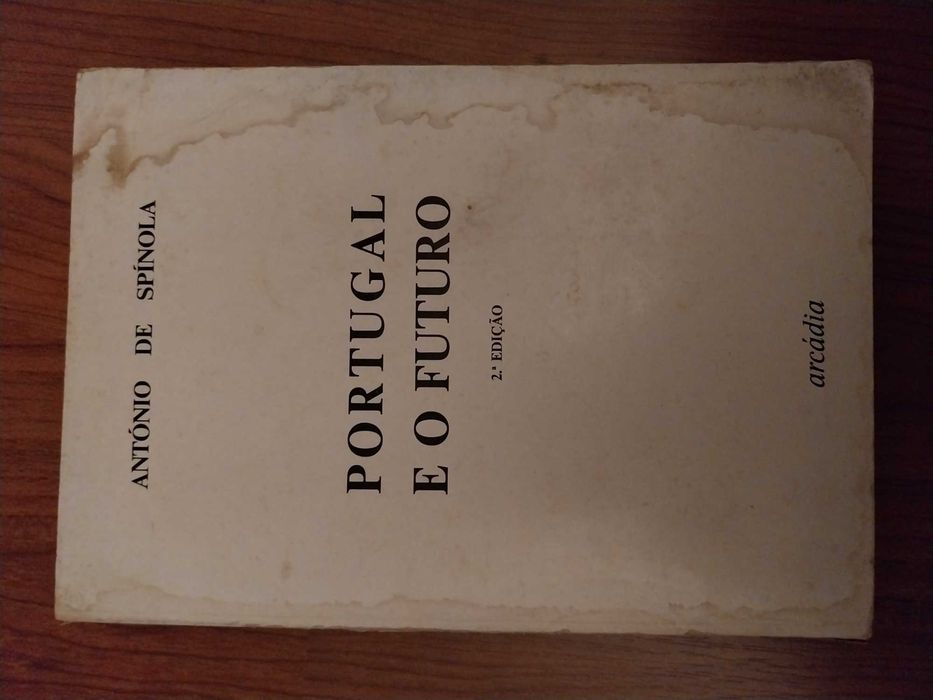 ANTÓNIO DE SPÍNOLA
PORTUGAL
E O FUTURO
2.ª EDIÇÃO
arcádia